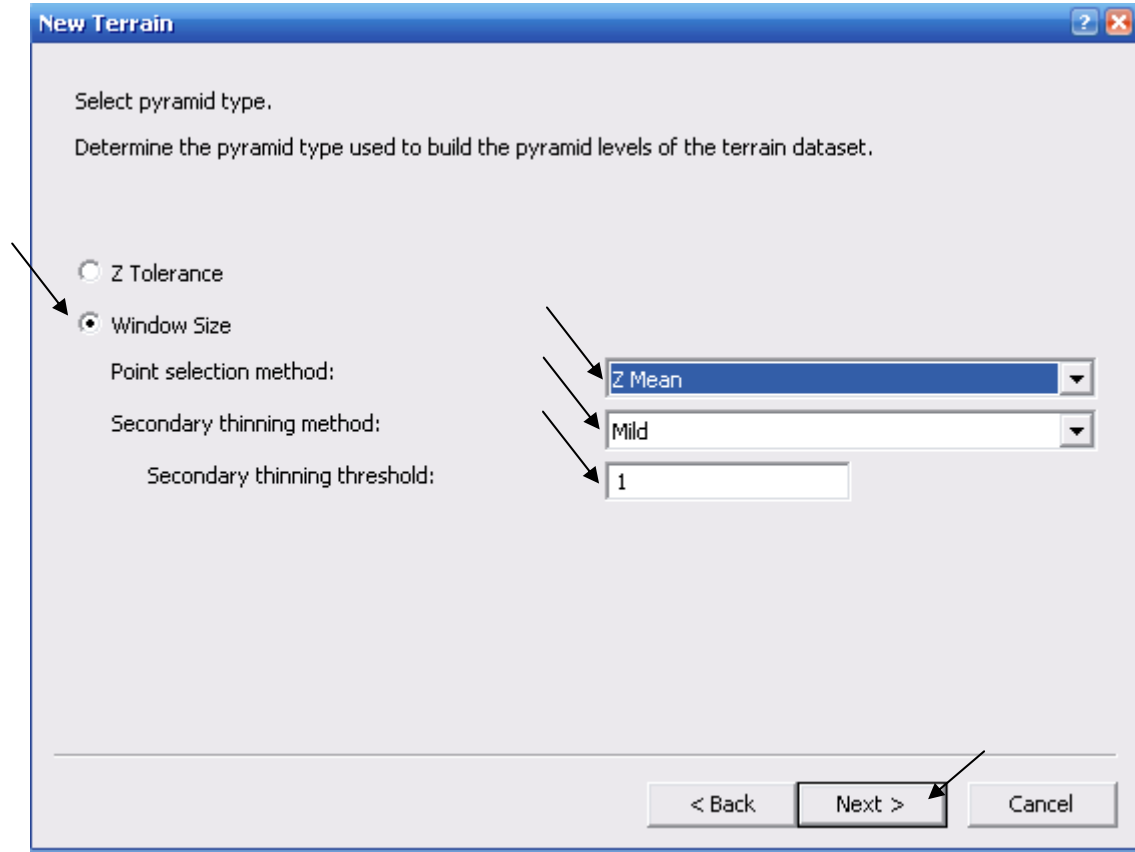 New Terrain
Select pyramid type.
Determine the pyramid type used to build the pyramid levels of the terrain dataset.
Z Tolerance
Window Size
Point selection method: Z Mean
Secondary thinning method: Mild
Secondary thinning threshold: 1
< Back Next > Cancel